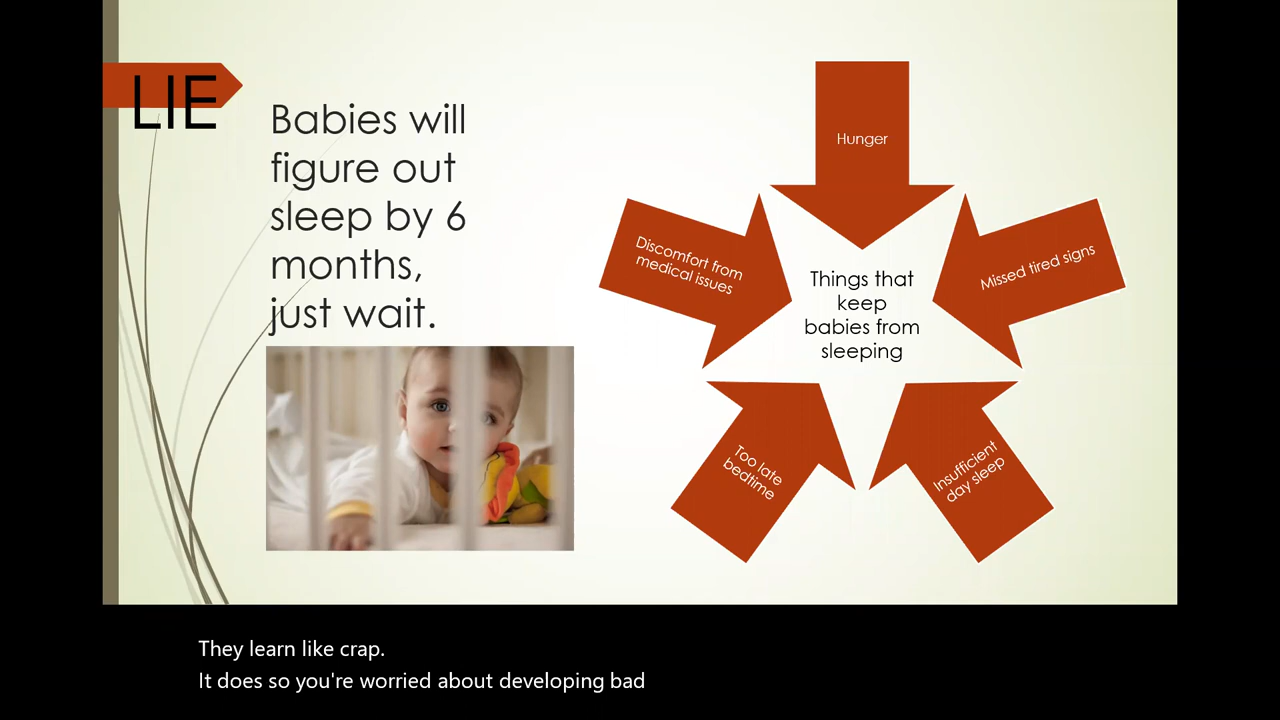 LIE
Babies will
figure out
sleep by 6
months,
just wait.
Hunger
Discomfort from
medical issues
Missed tired signs
Things that
keep
babies from
sleeping
Too late
bedtime
Insufficient
day sleep
They learn like crap.
It does so you're worried about developing bad